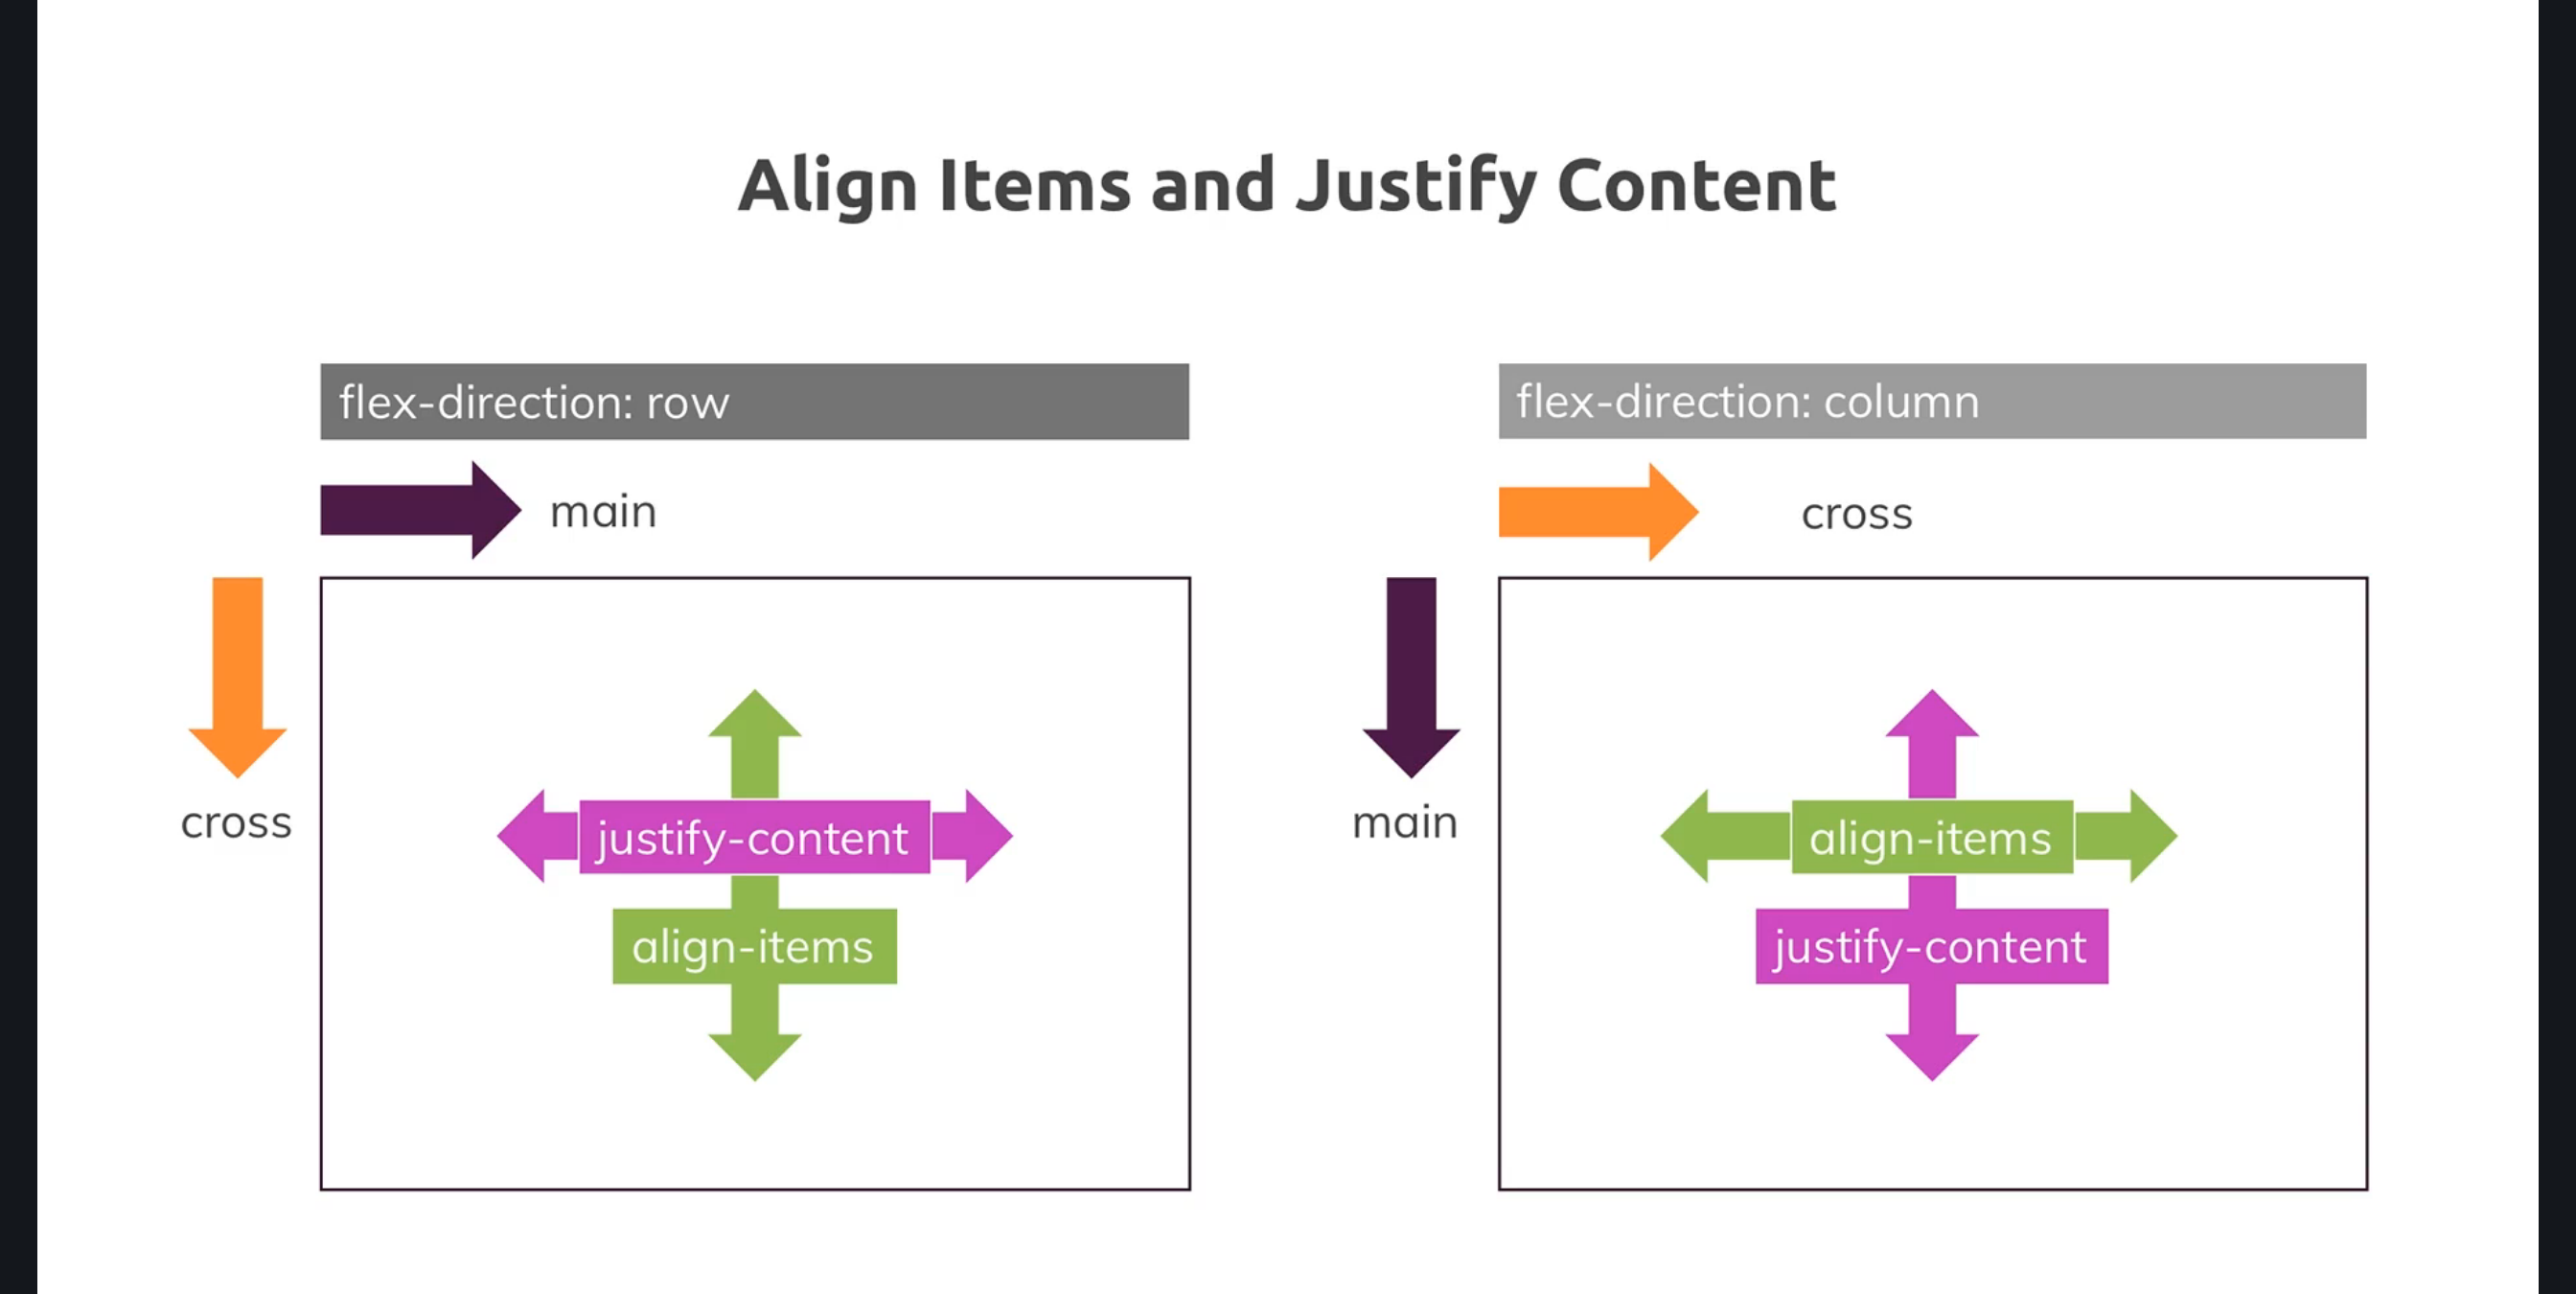 Align Items and Justify Content
flex-direction: row
main
cross
justify-content
align-items
flex-direction: column
cross
main
align-items
justify-content